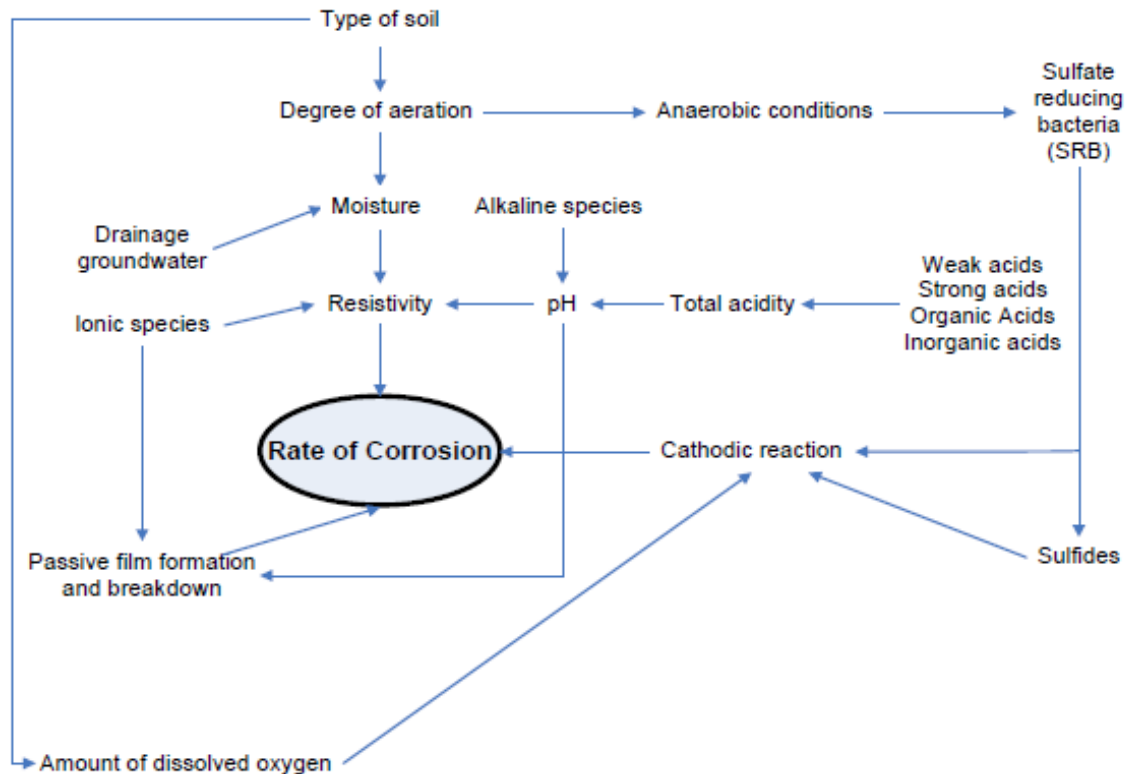 Type of soil
Degree of aeration
Anaerobic conditions
Sulfate
reducing
bacteria
(SRB)
Moisture
Alkaline species
Drainage
groundwater
Weak acids
Strong acids
Organic Acids
Inorganic acids
Resistivity
pH
Total acidity
Ionic species
Rate of Corrosion
Cathodic reaction
Passive film formation
and breakdown
Sulfides
Amount of dissolved oxygen